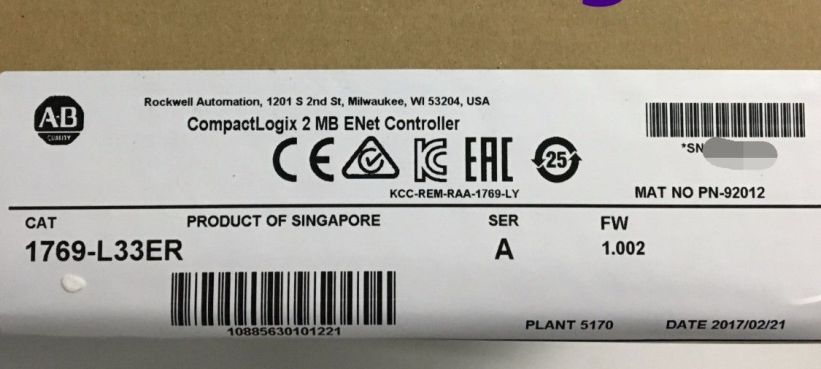 A-B
QUALITY
Rockwell Automation, 1201 S 2nd St, Milwaukee, WI 53204, USA
CompactLogix 2 MB ENet Controller
CE
EAC
25
KCC-REM-RAA-1769-LY
*SN
MAT NO PN-92012
CAT
PRODUCT OF SINGAPORE
SER
FW
1769-L33ER
A
1.002
10885630101221
PLANT 5170
DATE 2017/02/21